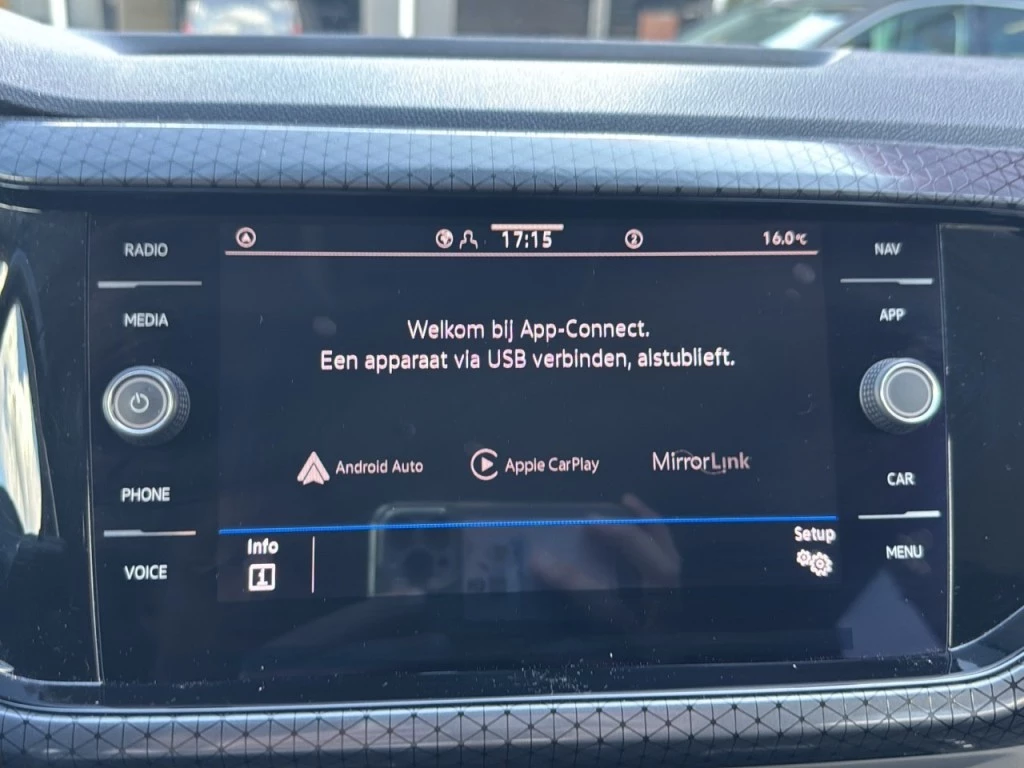 RADIO
MEDIA
PHONE
VOICE
17:15
2
16.0°C
Welkom bij App-Connect.
Een apparaat via USB verbinden, alstublieft.
Android Auto
Apple CarPlay
MirrorLink
Info
i
Setup
NAV
APP
CAR
MENU